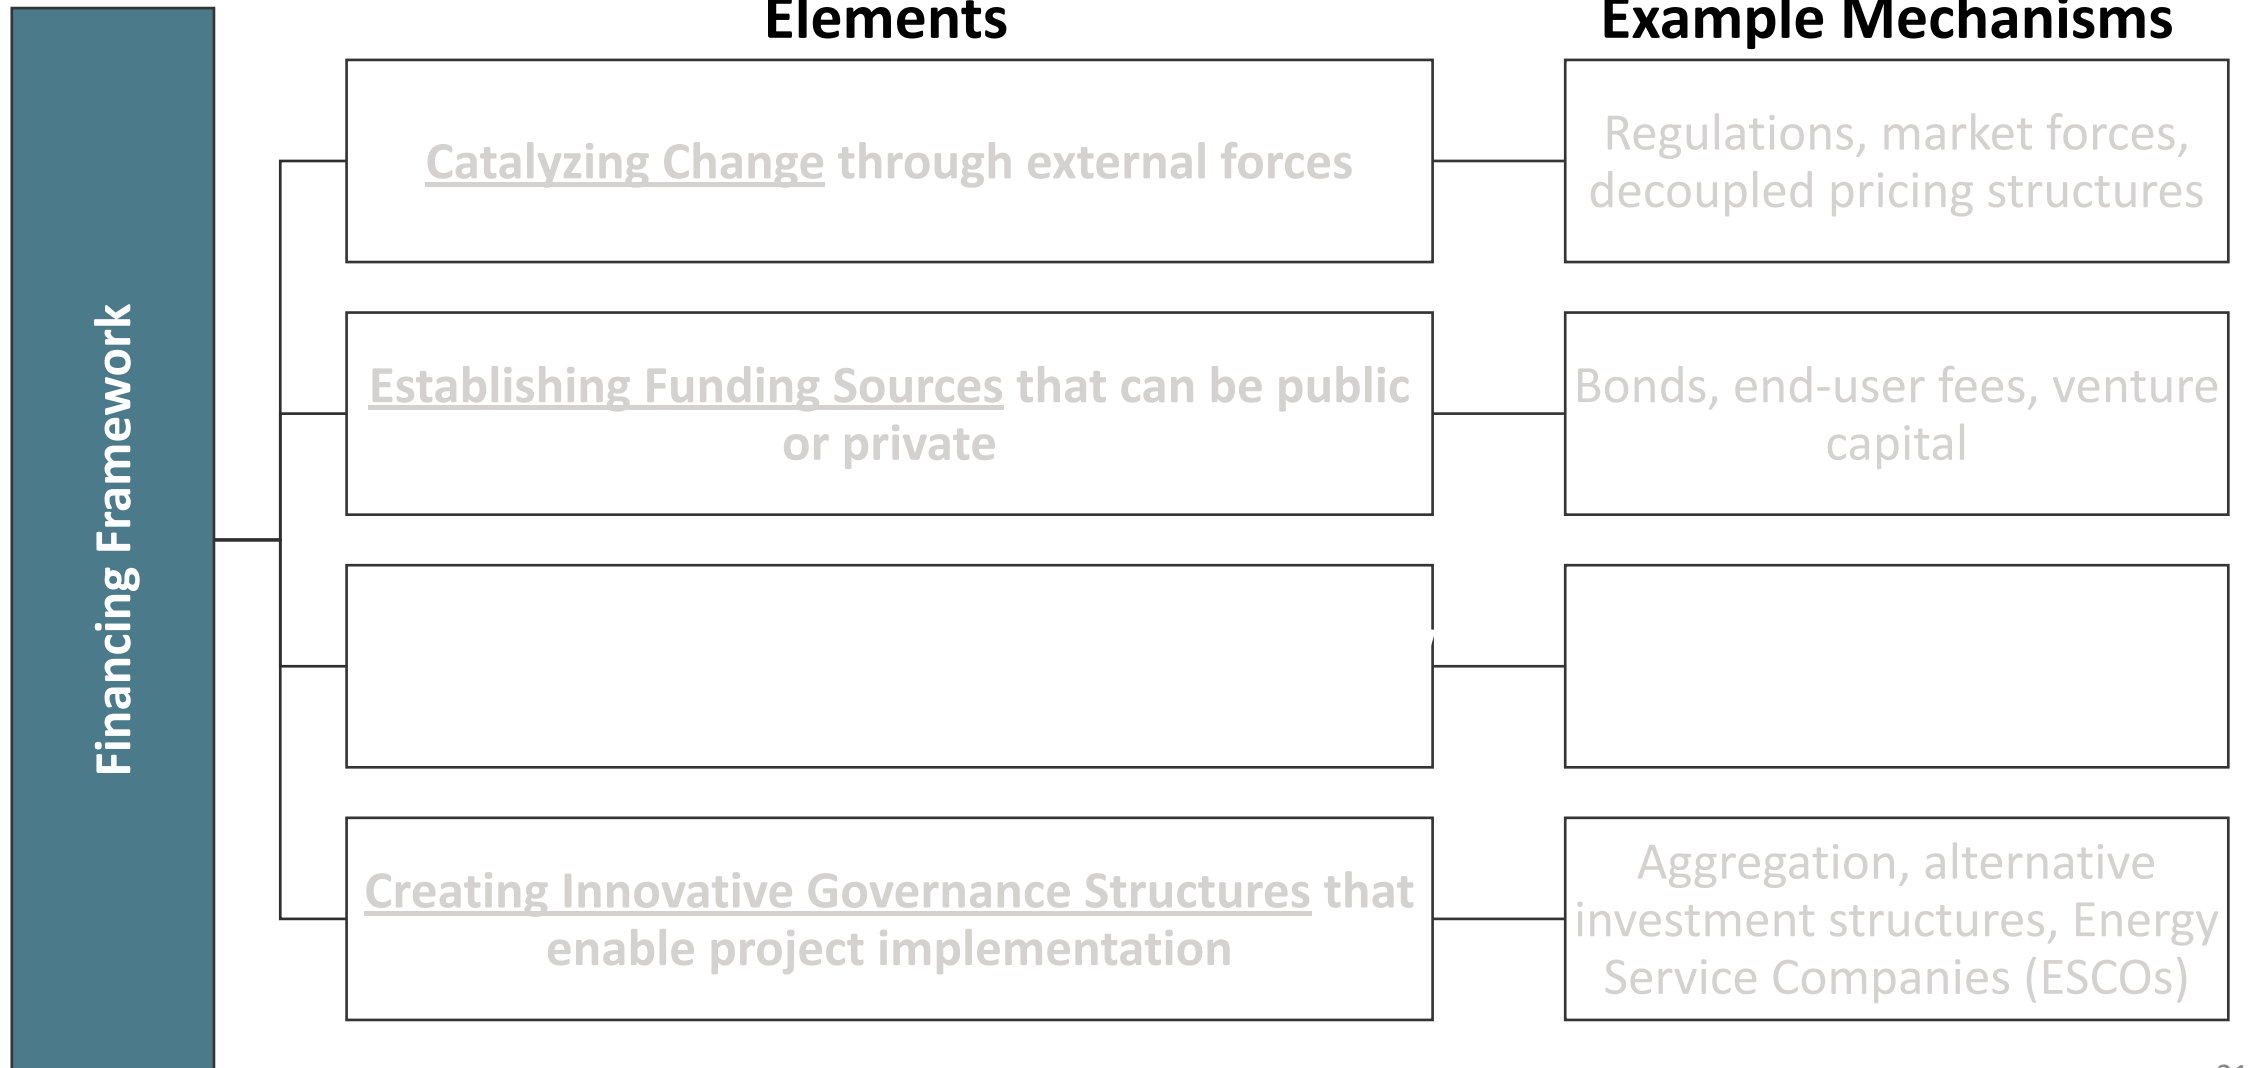 Elements
Example Mechanisms
Financing Framework
Catalyzing Change through external forces
Regulations, market forces,
decoupled pricing structures
Establishing Funding Sources that can be public
or private
Bonds, end-user fees, venture
capital
Creating Innovative Governance Structures that
enable project implementation
Aggregation, alternative
investment structures, Energy
Service Companies (ESCOs)